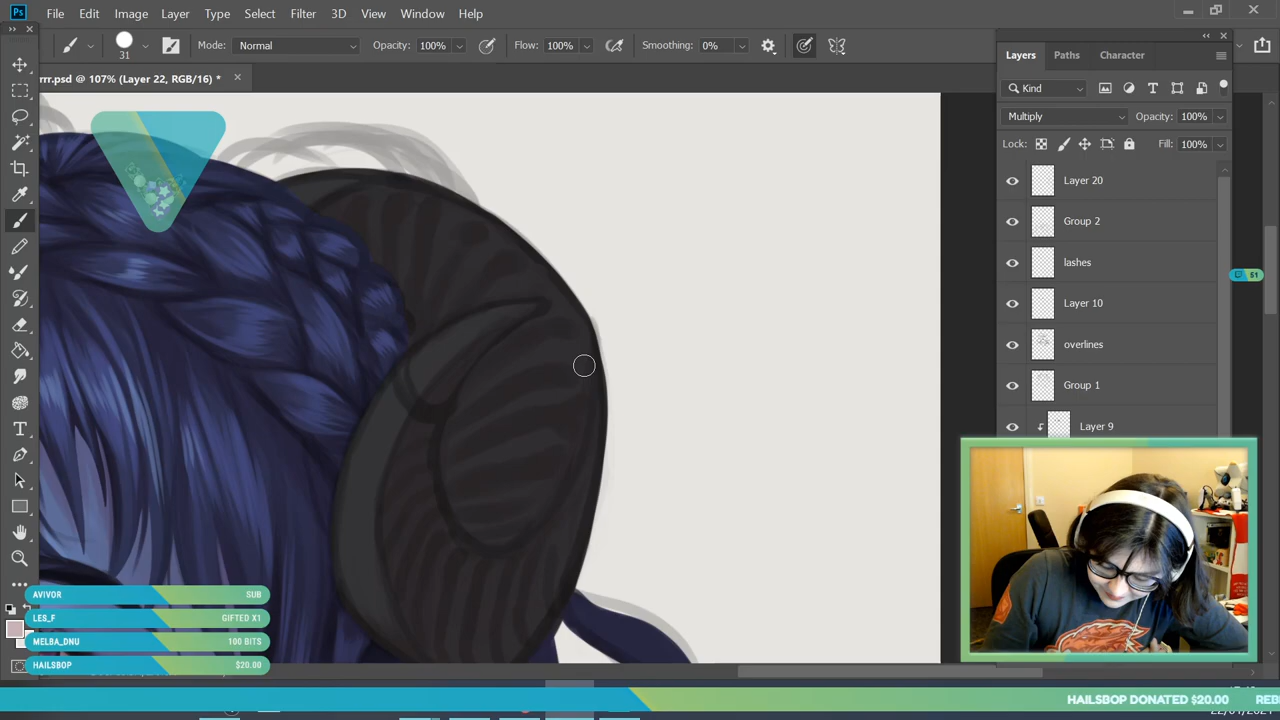 Ps File Edit Image Layer Type Select Filter 3D View Window Help
31 Mode: Normal Opacity: 100% Flow: 100% Smoothing: 0%
rrr.psd @ 107% (Layer 22, RGB/16) *
Layers Paths Character
Kind
Multiply Opacity: 100%
Lock: Fill: 100%
Layer 20
Group 2
lashes
51
Layer 10
overlines
Group 1
Layer 9
AVIVOR SUB
LES_F GIFTED X1
MELBA_DNU 100 BITS
HAILSBOP $20.00
HAILSBOP DONATED $20.00